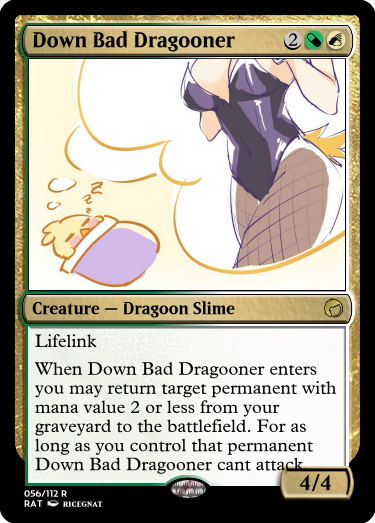 Down Bad Dragooner 2
z z z z
Creature — Dragoon Slime
Lifelink
When Down Bad Dragooner enters
you may return target permanent with
mana value 2 or less from your
graveyard to the battlefield. For as
long as you control that permanent
Down Bad Dragooner cant attack
4/4
056/112 R
RAT RICEGNAT